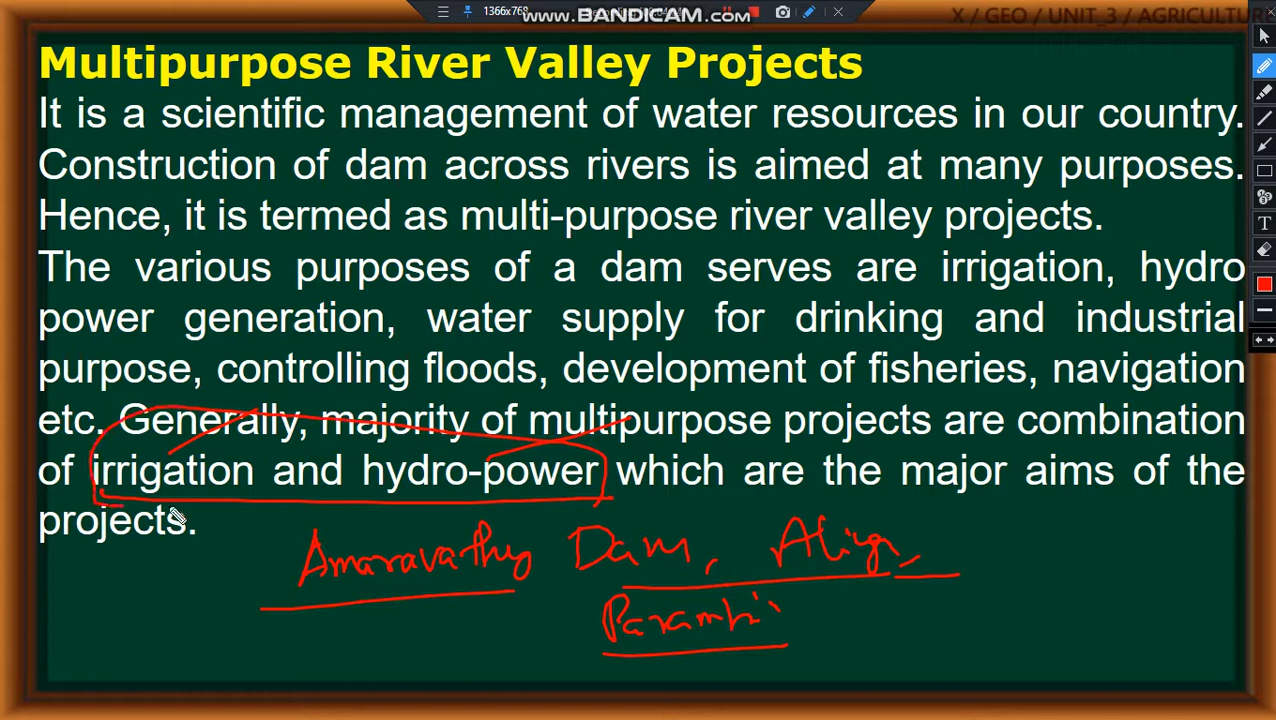 1366x768
www.BANDICAM.com
X / GEO / UNIT_3 / AGRICULTURE
Multipurpose River Valley Projects
It is a scientific management of water resources in our country.
Construction of dam across rivers is aimed at many purposes.
Hence, it is termed as multi-purpose river valley projects.
The various purposes of a dam serves are irrigation, hydro
power generation, water supply for drinking and industrial
purpose, controlling floods, development of fisheries, navigation
etc. Generally, majority of multipurpose projects are combination
of irrigation and hydro-power which are the major aims of the
projects.
Amaravathy Dam, Aliyar,
Parambi